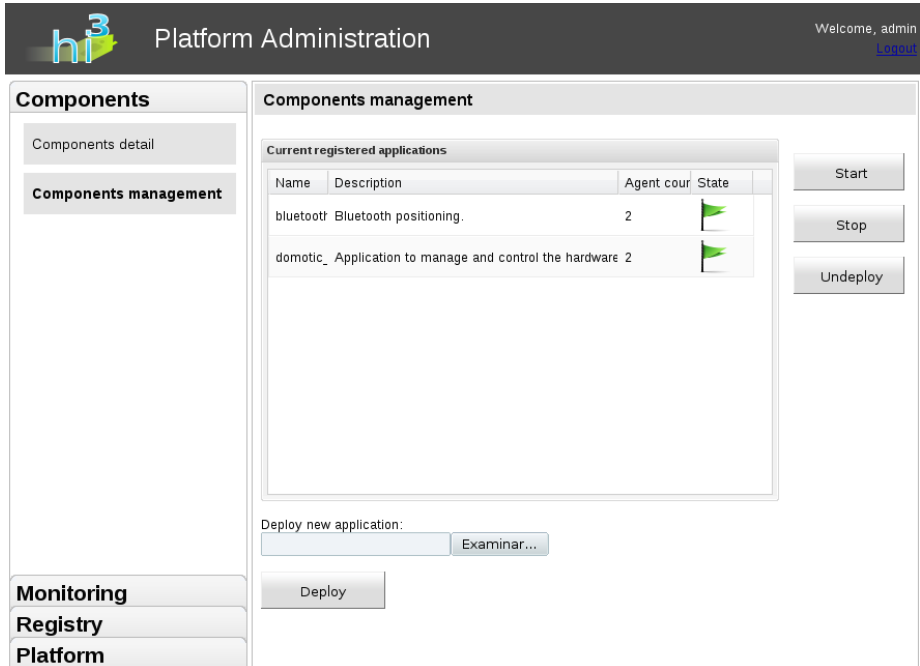 hi3
Platform Administration
Welcome, admin
Logout
Components
Components detail
Components management
Components management
Current registered applications
Name Description Agent cour State
bluetooth Bluetooth positioning. 2
domotic_ Application to manage and control the hardware 2
Start
Stop
Undeploy
Deploy new application:
Examinar...
Deploy
Monitoring
Registry
Platform